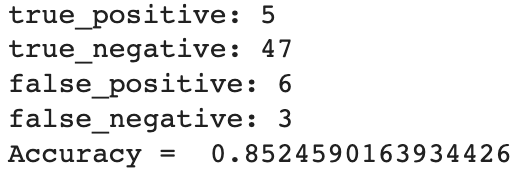 true_positive: 5
true_negative: 47
false_positive: 6
false_negative: 3
Accuracy =  0.8524590163934426